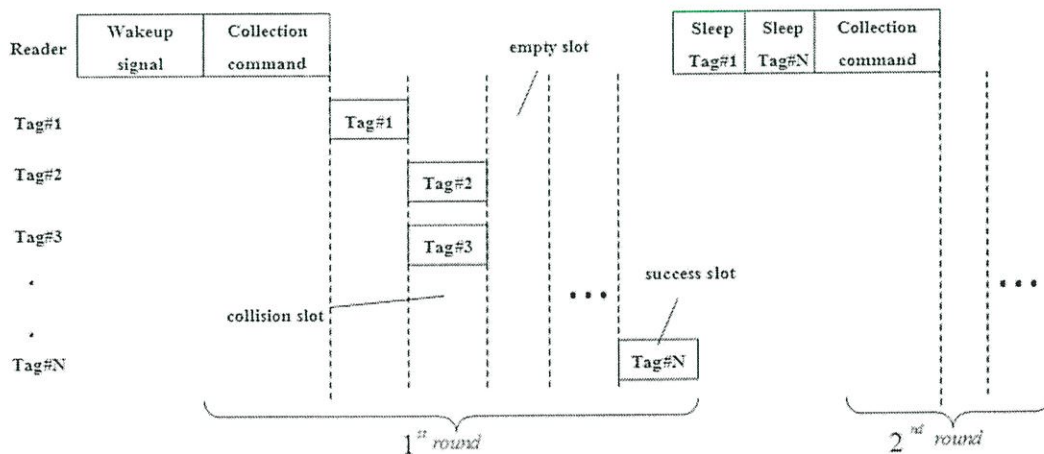 Reader
Wakeup
signal
Collection
command
Sleep
Tag#1
Sleep
Tag#N
Collection
command
empty slot
Tag#1
Tag#1
Tag#2
Tag#2
Tag#3
Tag#3
success slot
collision slot
Tag#N
Tag#N
1st round
2nd round